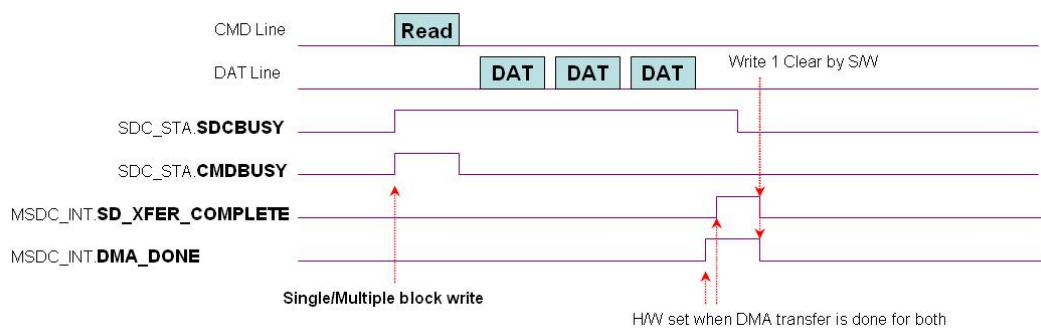 CMD Line
Read
DAT Line
DAT DAT DAT
Write 1 Clear by S/W
SDC_STA.SDCBUSY
SDC_STA.CMDBUSY
MSDC_INT.SD_XFER_COMPLETE
MSDC_INT.DMA_DONE
Single/Multiple block write
H/W set when DMA transfer is done for both